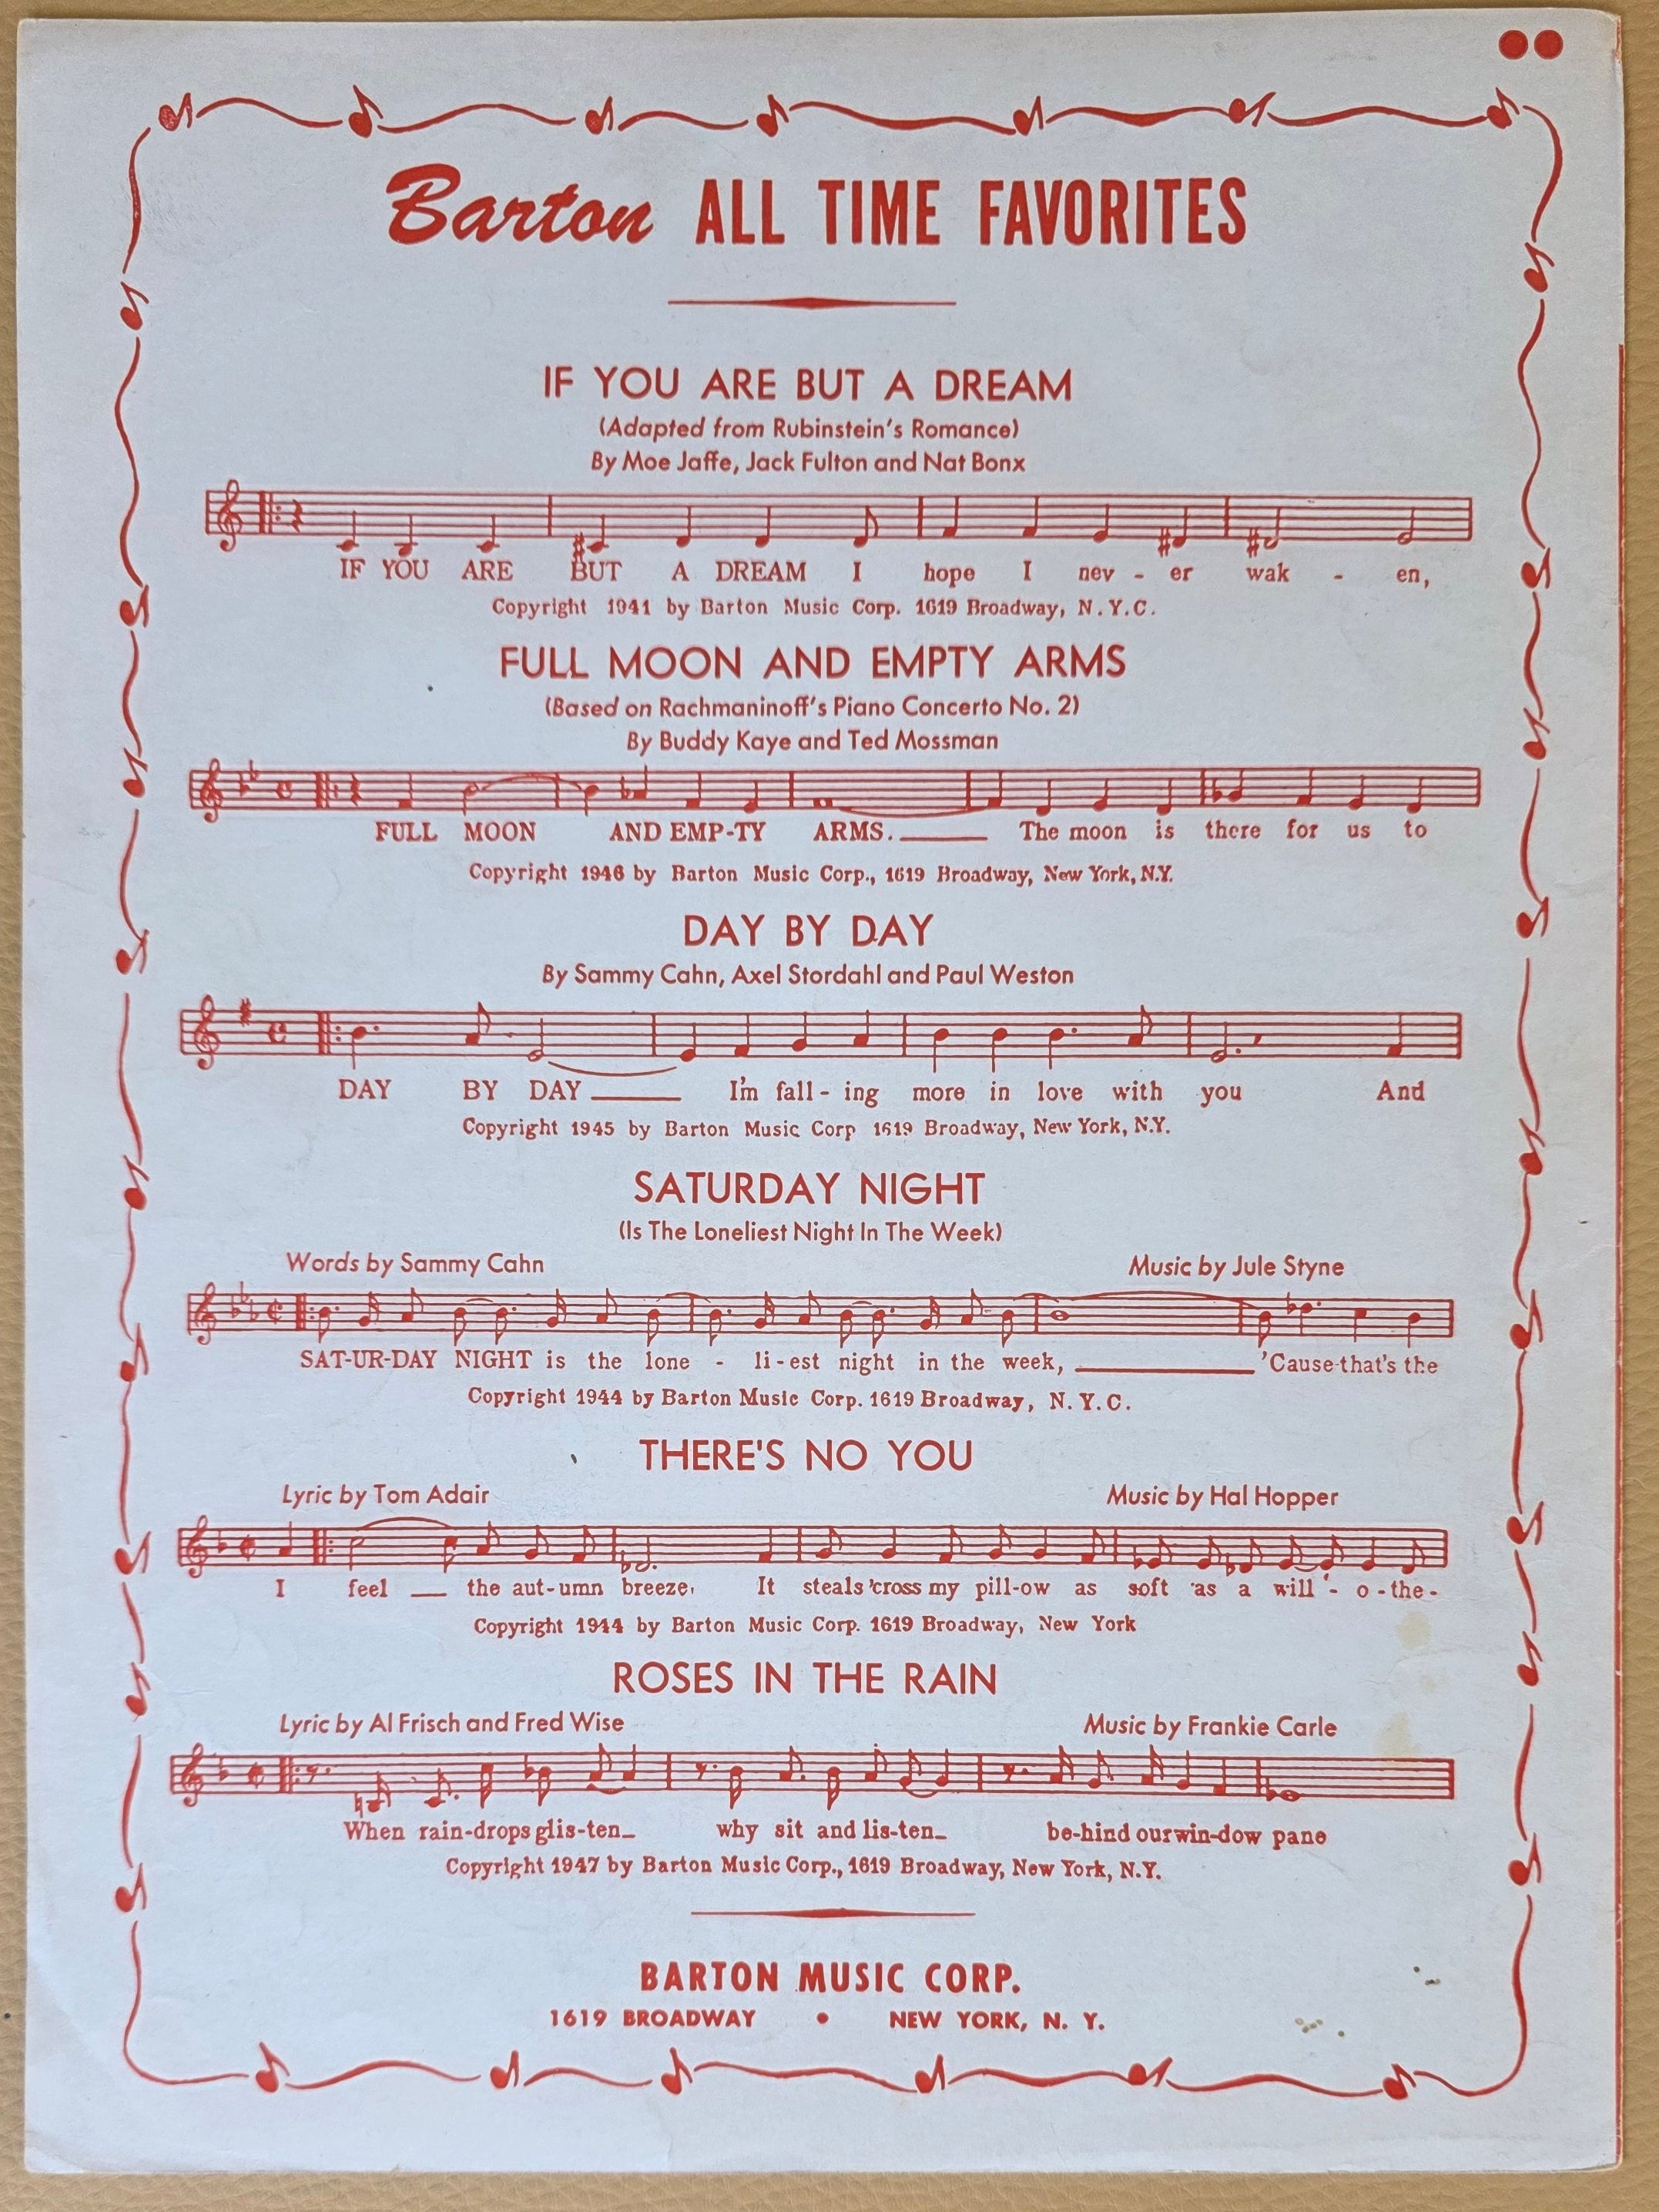 Barton ALL TIME FAVORITES
IF YOU ARE BUT A DREAM
(Adapted from Rubinstein's Romance)
By Moe Jaffe, Jack Fulton and Nat Bonx
IF YOU ARE BUT A DREAM I hope I nev - er wak - en,
Copyright 1941 by Barton Music Corp. 1619 Broadway, N.Y.C.
FULL MOON AND EMPTY ARMS
(Based on Rachmaninoff's Piano Concerto No. 2)
By Buddy Kaye and Ted Mossman
FULL MOON AND EMP-TY ARMS. The moon is there for us to
Copyright 1946 by Barton Music Corp., 1619 Broadway, New York, N.Y.
DAY BY DAY
By Sammy Cahn, Axel Stordahl and Paul Weston
DAY BY DAY I'm fall - ing more in love with you And
Copyright 1945 by Barton Music Corp 1619 Broadway, New York, N.Y.
SATURDAY NIGHT
(Is The Loneliest Night In The Week)
Words by Sammy Cahn Music by Jule Styne
SAT-UR-DAY NIGHT is the lone - li-est night in the week, 'Cause that's the
Copyright 1944 by Barton Music Corp. 1619 Broadway, N.Y.C.
THERE'S NO YOU
Lyric by Tom Adair Music by Hal Hopper
I feel the aut-umn breeze, It steals 'cross my pill-ow as soft as a will - o - the -
Copyright 1944 by Barton Music Corp. 1619 Broadway, New York
ROSES IN THE RAIN
Lyric by Al Frisch and Fred Wise Music by Frankie Carle
When rain-drops glis-ten_ why sit and lis-ten_ be-hind our win-dow pane
Copyright 1947 by Barton Music Corp., 1619 Broadway, New York, N.Y.
BARTON MUSIC CORP.
1619 BROADWAY • NEW YORK, N. Y.